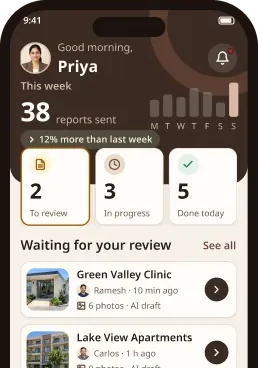 9:41
Good morning,
Priya
This week
38 reports sent
M T W T F S S
12% more than last week
2
To review
3
In progress
5
Done today
Waiting for your review
See all
Green Valley Clinic
Ramesh · 10 min ago
6 photos · AI draft
Lake View Apartments
Carlos · 1 h ago